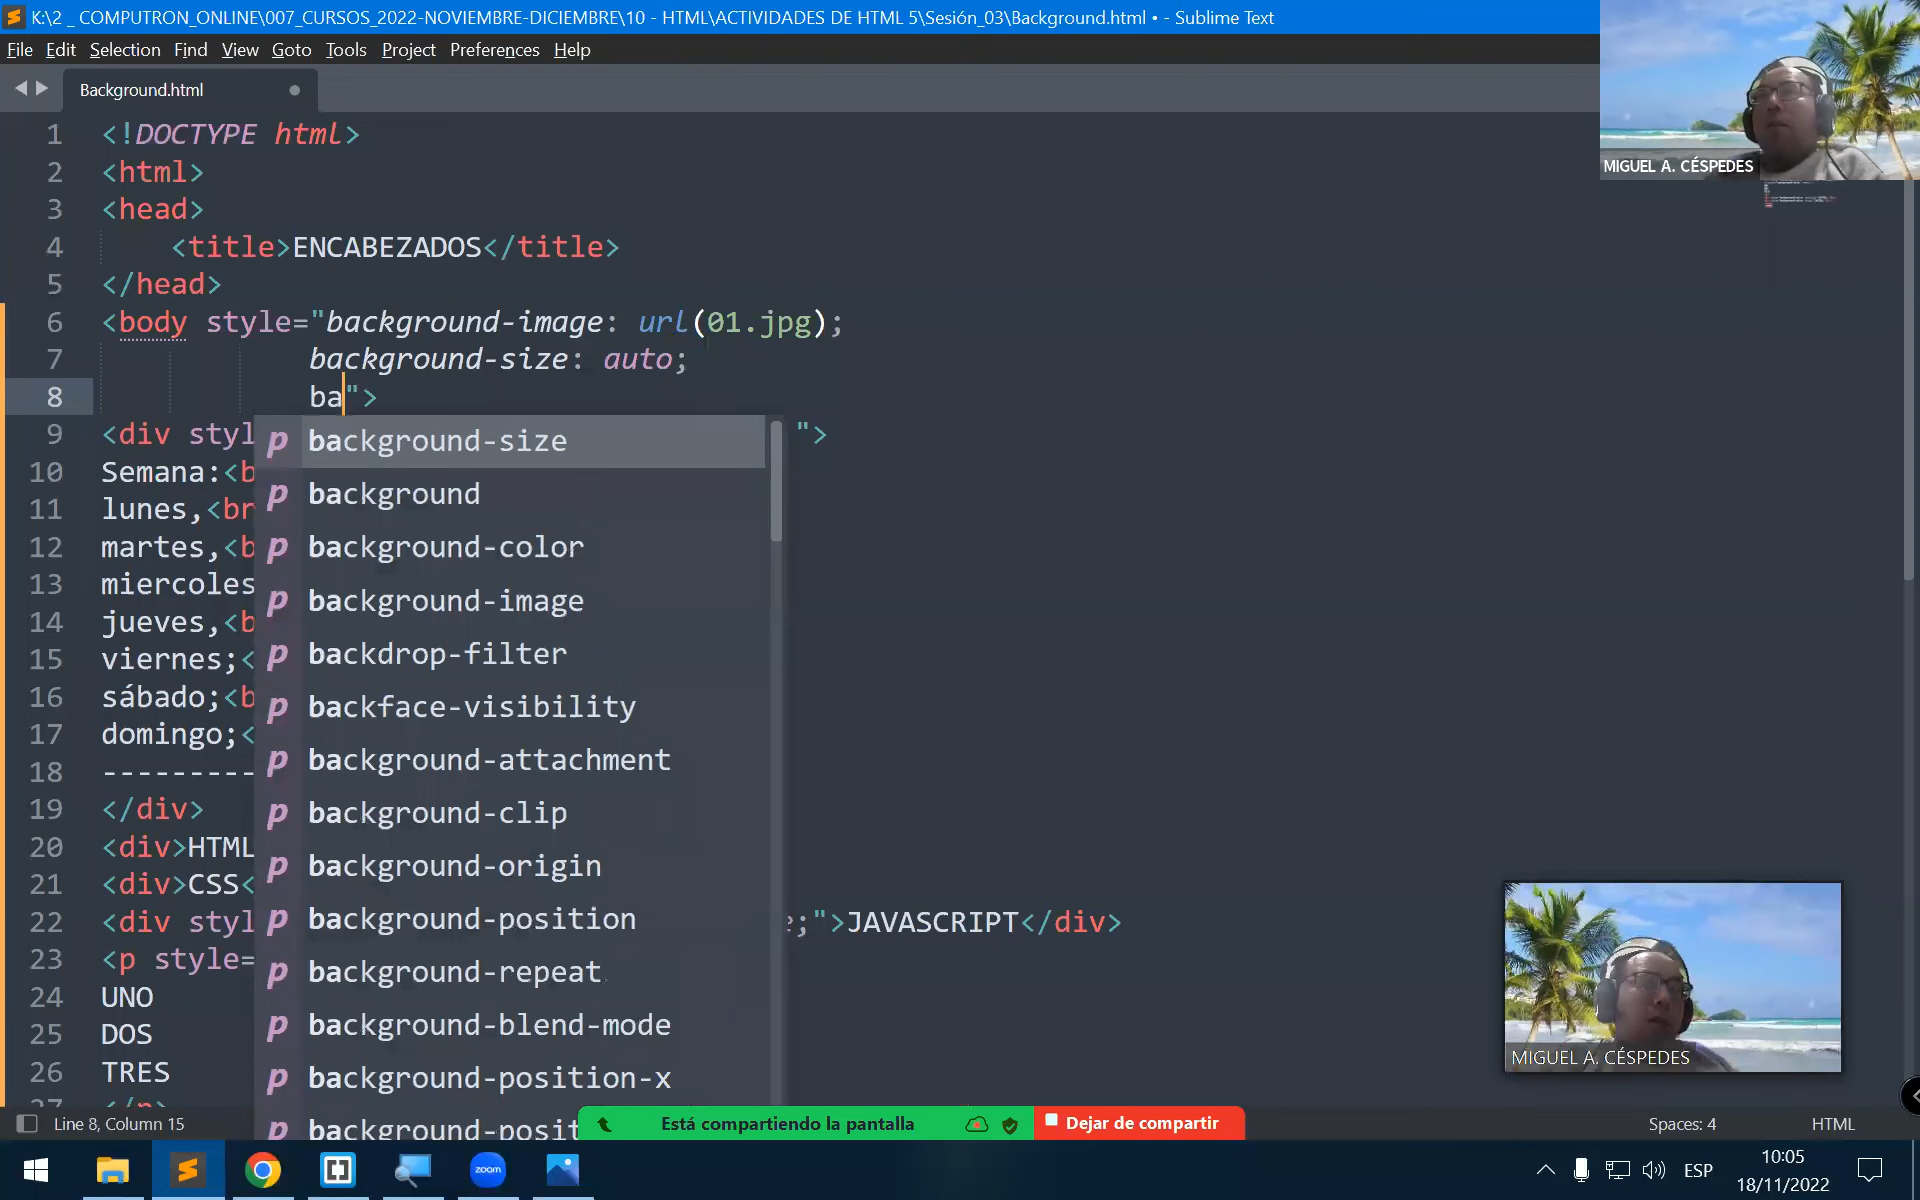 K:\2 _ COMPUTRON_ONLINE\007_CURSOS_2022-NOVIEMBRE-DICIEMBRE\10 - HTML\ACTIVIDADES DE HTML 5\Sesión_03\Background.html • - Sublime Text
File Edit Selection Find View Goto Tools Project Preferences Help
Background.html
MIGUEL A. CÉSPEDES
1 <!DOCTYPE html>
2 <html>
3 <head>
4 <title>ENCABEZADOS</title>
5 </head>
6 <body style="background-image: url(01.jpg);
7 background-size: auto;
8 ba">
9 <div styl ">
10 Semana:<b
11 lunes,<br
12 martes,<b
13 miercoles
14 jueves,<b
15 viernes;<
16 sábado;<b
17 domingo;<
18 ---------
19 </div>
20 <div>HTML
21 <div>CSS<
22 <div styl e;">JAVASCRIPT</div>
23 <p style=
24 UNO
25 DOS
26 TRES
27 </p>
p background-size
p background
p background-color
p background-image
p backdrop-filter
p backface-visibility
p background-attachment
p background-clip
p background-origin
p background-position
p background-repeat
p background-blend-mode
p background-position-x
p background-posit
MIGUEL A. CÉSPEDES
Line 8, Column 15
Está compartiendo la pantalla
Dejar de compartir
Spaces: 4
HTML
zoom
ESP
10:05
18/11/2022